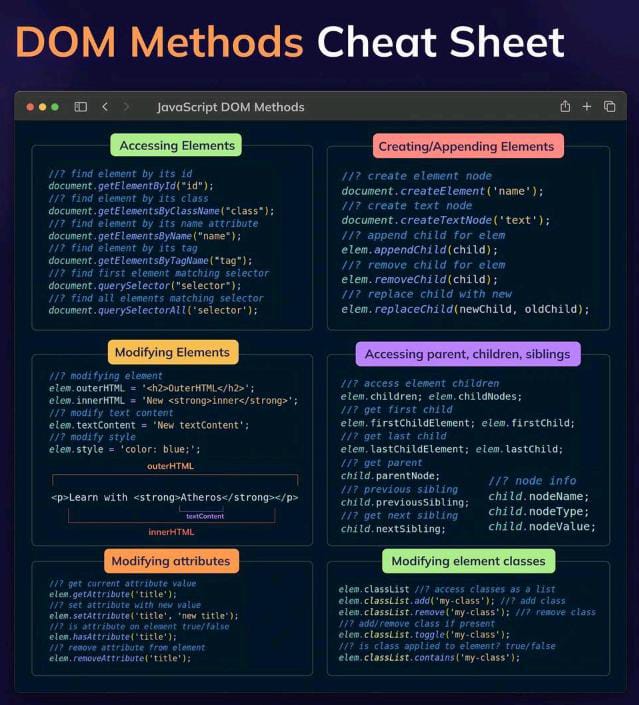 DOM Methods Cheat Sheet
JavaScript DOM Methods
Accessing Elements
//? find element by its id
document.getElementById("id");
//? find element by its class
document.getElementsByClassName("class");
//? find element by its name attribute
document.getElementsByName("name");
//? find element by its tag
document.getElementsByTagName("tag");
//? find first element matching selector
document.querySelector("selector");
//? find all elements matching selector
document.querySelectorAll('selector');
Creating/Appending Elements
//? create element node
document.createElement('name');
//? create text node
document.createTextNode('text');
//? append child for elem
elem.appendChild(child);
//? remove child for elem
elem.removeChild(child);
//? replace child with new
elem.replaceChild(newChild, oldChild);
Modifying Elements
//? modifying element
elem.outerHTML = '<h2>OuterHTML</h2>';
elem.innerHTML = 'New <strong>inner</strong>';
//? modify text content
elem.textContent = 'New textContent';
//? modify style
elem.style = 'color: blue;';
outerHTML
<p>Learn with <strong>Atheros</strong></p>
textContent
innerHTML
Accessing parent, children, siblings
//? access element children
elem.children; elem.childNodes;
//? get first child
elem.firstChildElement; elem.firstChild;
//? get last child
elem.lastChildElement; elem.lastChild;
//? get parent
child.parentNode;
//? previous sibling
child.previousSibling;
//? get next sibling
child.nextSibling;
//? node info
child.nodeName;
child.nodeType;
child.nodeValue;
Modifying attributes
//? get current attribute value
elem.getAttribute('title');
//? set attribute with new value
elem.setAttribute('title', 'new title');
//? is attribute on element true/false
elem.hasAttribute('title');
//? remove attribute from element
elem.removeAttribute('title');
Modifying element classes
elem.classList //? access classes as a list
elem.classList.add('my-class'); //? add class
elem.classList.remove('my-class'); //? remove class
//? add/remove class if present
elem.classList.toggle('my-class');
//? is class applied to element? true/false
elem.classList.contains('my-class');